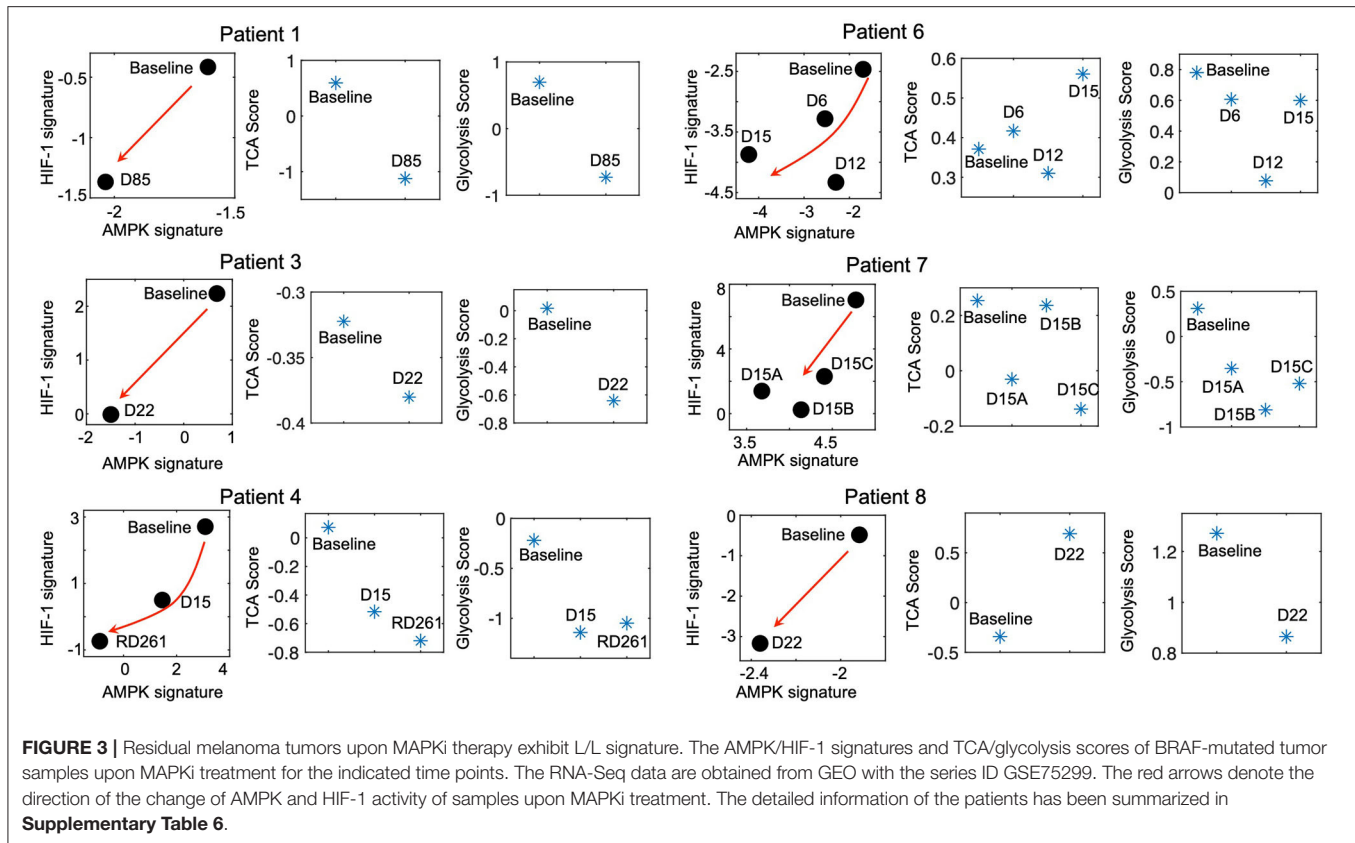 Patient 1
HIF-1 signature
-0.5
-1
-1.5
Baseline
D85
-2
-1.5
AMPK signature
TCA Score
1
0
-1
Baseline
D85
Glycolysis Score
1
0
-1
Baseline
D85
Patient 6
HIF-1 signature
-2.5
-3.5
-4.5
Baseline
D6
D15
D12
-4
-3
-2
AMPK signature
TCA Score
0.6
0.5
0.4
0.3
D15
D6
Baseline
D12
Glycolysis Score
0.8
0.6
0.4
0.2
0
Baseline
D6
D15
D12
Patient 3
HIF-1 signature
2
1
0
Baseline
D22
-2
-1
0
1
AMPK signature
TCA Score
-0.3
-0.35
-0.4
Baseline
D22
Glycolysis Score
0
-0.2
-0.4
-0.6
-0.8
Baseline
D22
Patient 7
HIF-1 signature
8
6
4
2
0
Baseline
D15A
D15C
D15B
3.5
4.5
AMPK signature
TCA Score
0.2
0
-0.2
Baseline
D15B
D15A
D15C
Glycolysis Score
0.5
0
-0.5
-1
Baseline
D15C
D15A
D15B
Patient 4
HIF-1 signature
3
1
-1
Baseline
D15
RD261
0
2
4
AMPK signature
TCA Score
0
-0.2
-0.4
-0.6
-0.8
Baseline
D15
RD261
Glycolysis Score
0
-0.5
-1
Baseline
D15
RD261
Patient 8
HIF-1 signature
0
-1
-2
-3
Baseline
D22
-2.4
-2
AMPK signature
TCA Score
0.5
0
-0.5
D22
Baseline
Glycolysis Score
1.2
1
0.8
Baseline
D22
FIGURE 3 | Residual melanoma tumors upon MAPKi therapy exhibit L/L signature. The AMPK/HIF-1 signatures and TCA/glycolysis scores of BRAF-mutated tumor
samples upon MAPKi treatment for the indicated time points. The RNA-Seq data are obtained from GEO with the series ID GSE75299. The red arrows denote the
direction of the change of AMPK and HIF-1 activity of samples upon MAPKi treatment. The detailed information of the patients has been summarized in
Supplementary Table 6.